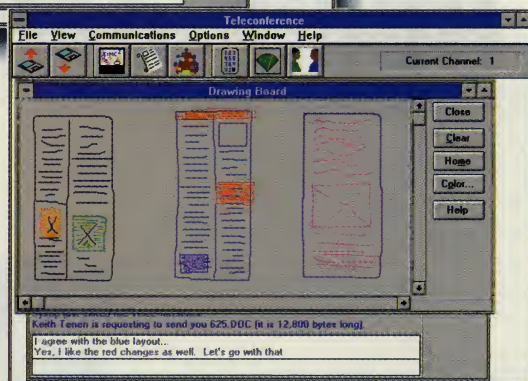 Teleconference
File View Communications Options Window Help
Current Channel: 1
Drawing Board
Close
Clear
Home
Color...
Help
Keith Tenen is requesting to send you 625.DOC (it is 12,800 bytes long).
I agree with the blue layout...
Yes, I like the red changes as well. Let's go with that